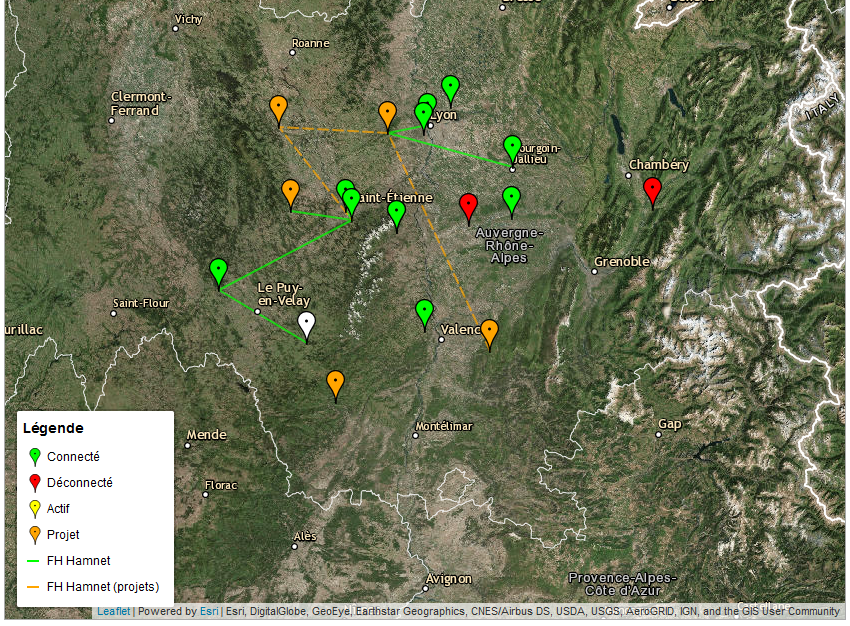 Vichy
Roanne
Clermont-
Ferrand
Lyon
ITALY
Bourgoin-
Jallieu
Chambéry
Saint-Étienne
Auvergne-
Rhône-
Alpes
Grenoble
Le Puy-
en-Velay
Saint-Flour
urillac
Valenc
Montélimar
Gap
Mende
Florac
Alès
Avignon
Provence-Alpes-
Côte d'Azur
Légende
Connecté
Déconnecté
Actif
Projet
FH Hamnet
FH Hamnet (projets)
Leaflet | Powered by Esri | Esri, DigitalGlobe, GeoEye, Earthstar Geographics, CNES/Airbus DS, USDA, USGS, AeroGRID, IGN, and the GIS User Community